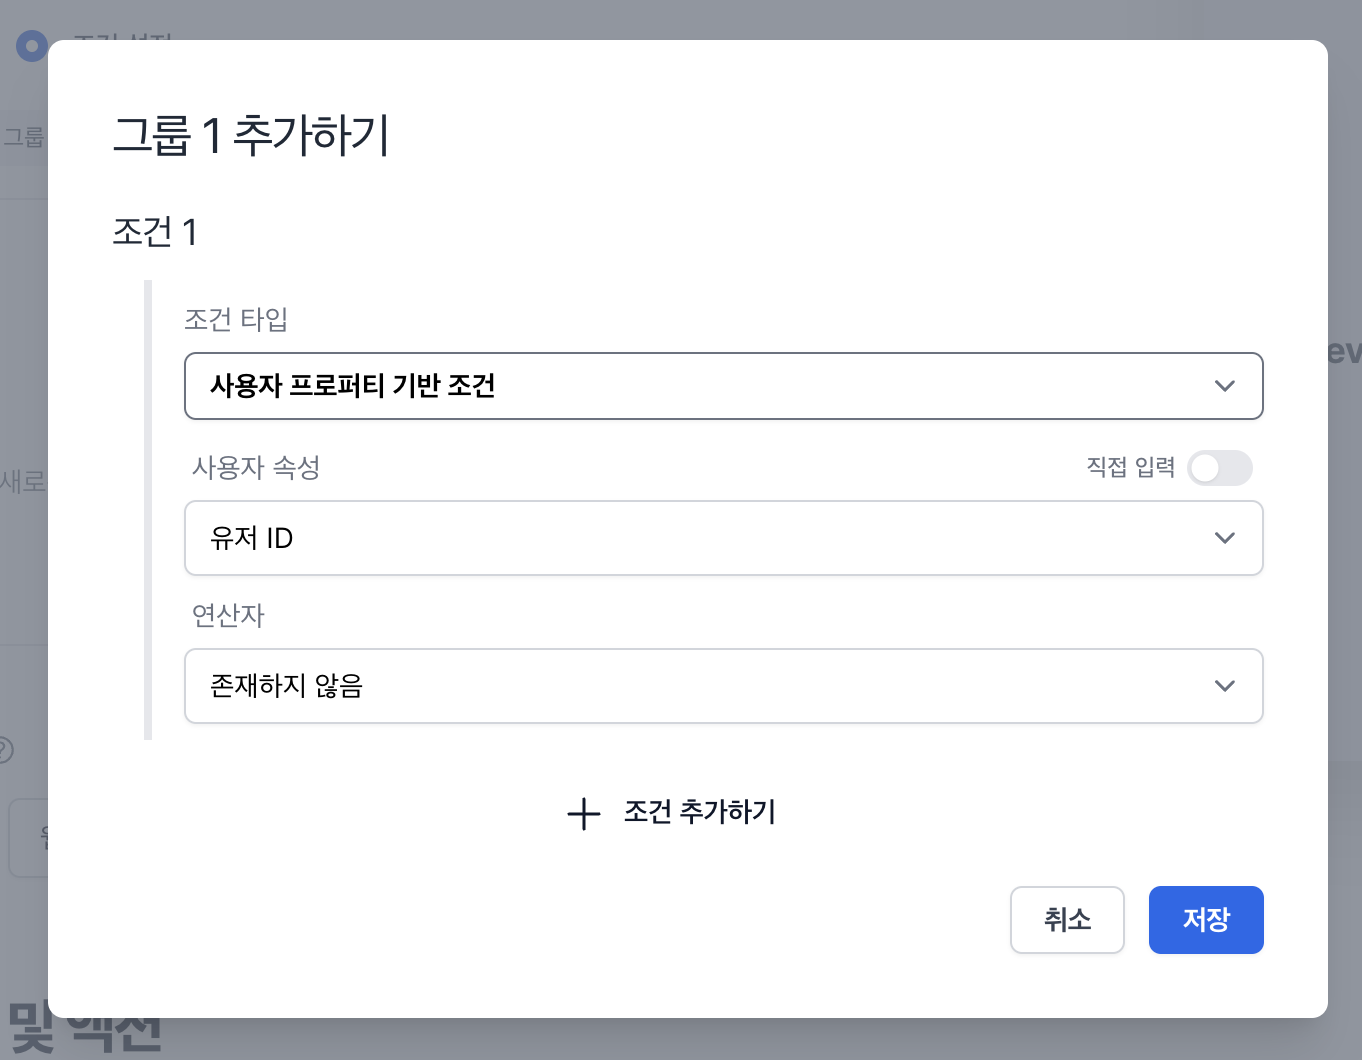 그룹
그룹 1 추가하기
조건 1
조건 타입
사용자 프로퍼티 기반 조건
ev
사용자 속성
직접 입력
새로
유저 ID
연산자
존재하지 않음
조건 추가하기
취소
저장
및 액션